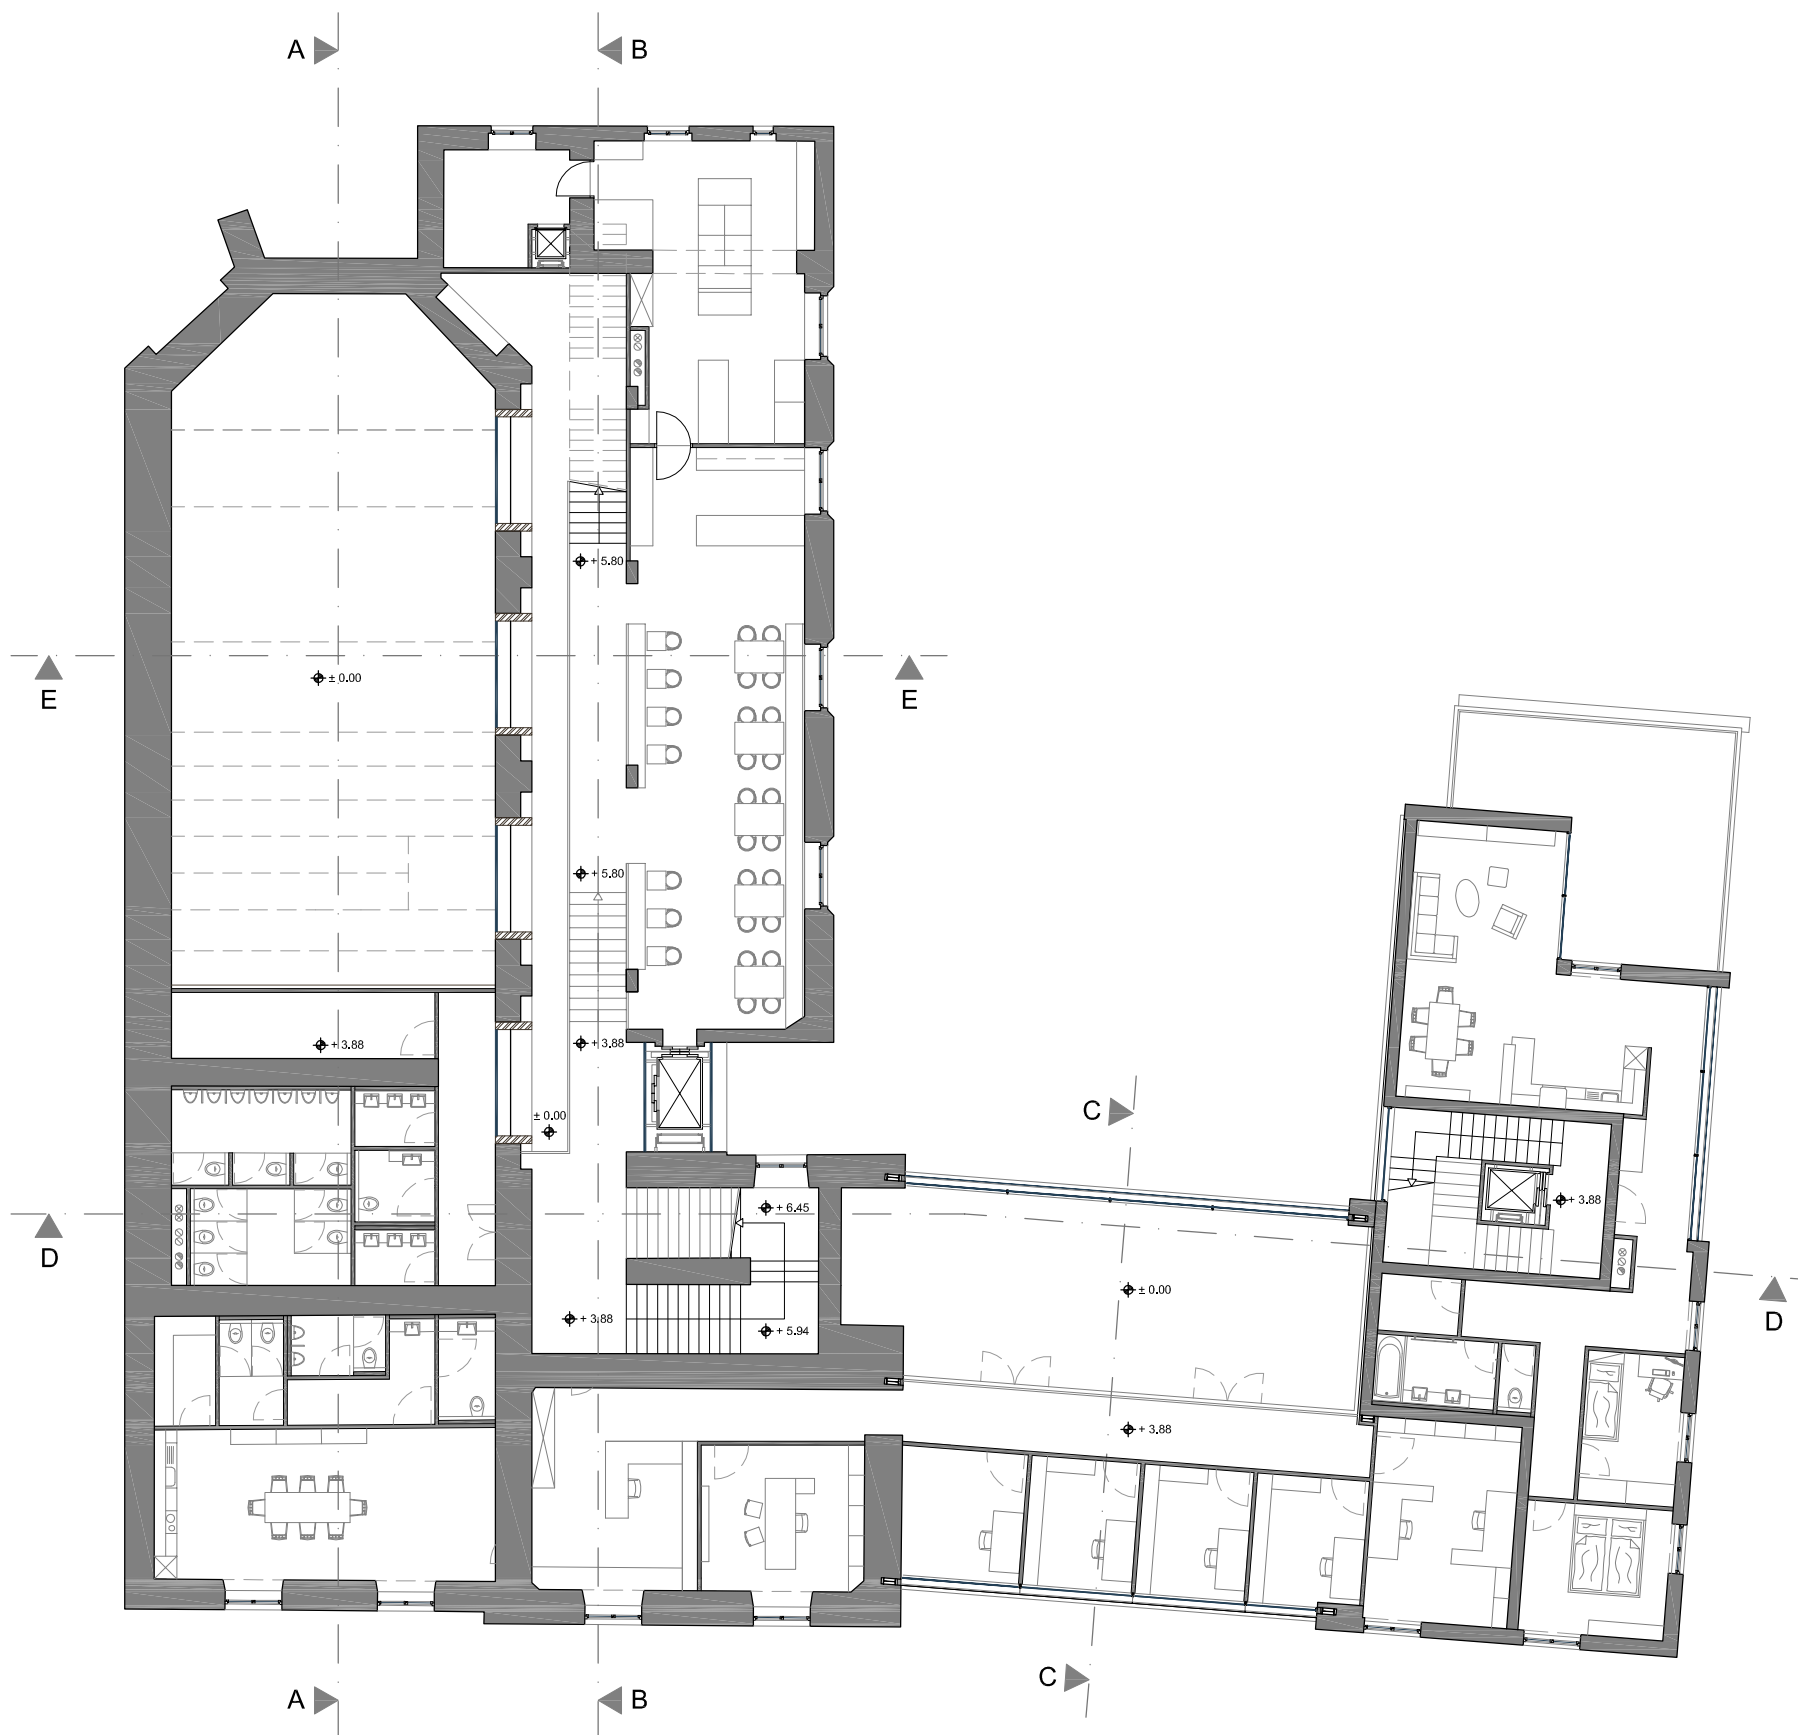 A
B
+ 5.80
E
E
± 0.00
+ 5.80
+ 3.88
+ 3.88
± 0.00
C
+ 3.88
D
+ 6.45
± 0.00
D
+ 3.88
+ 5.94
+ 3.88
C
A
B